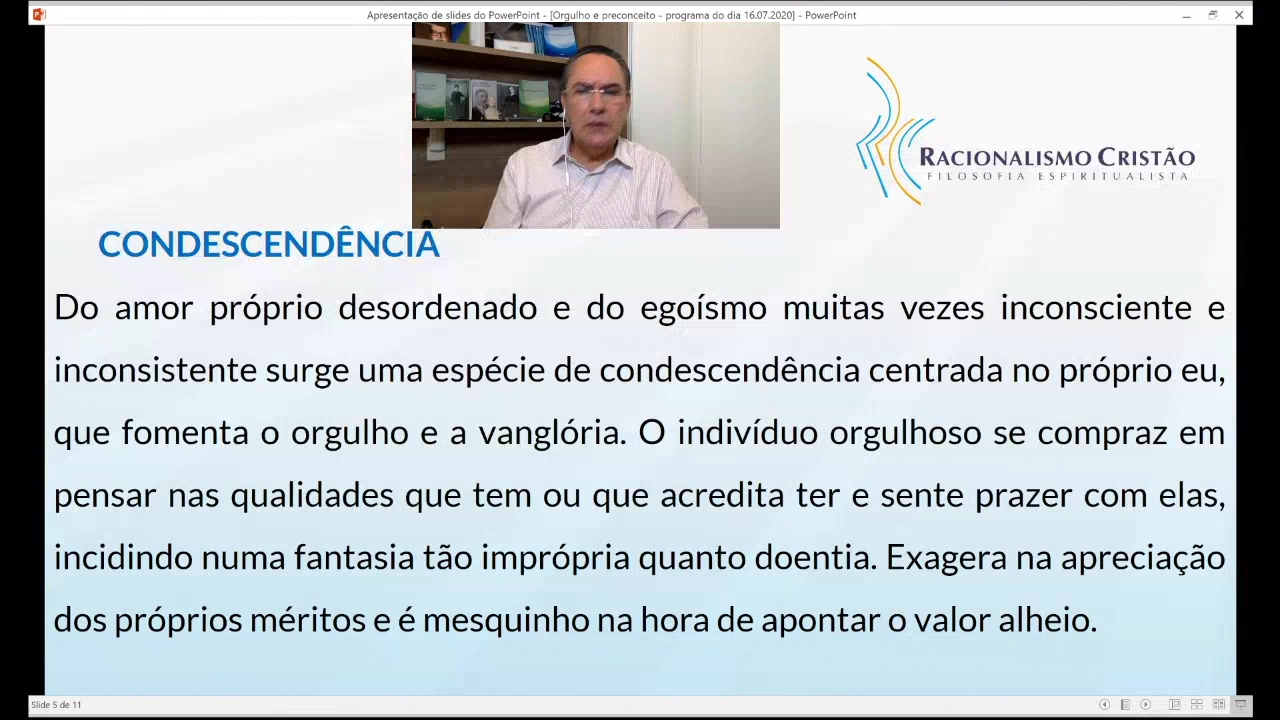 Apresentação de slides do PowerPoint - [Orgulho e preconceito - programa do dia 16.07.2020] - PowerPoint
RACIONALISMO CRISTÃO
FILOSOFIA ESPIRITUALISTA
CONDESCENDÊNCIA
Do amor próprio desordenado e do egoísmo muitas vezes inconsciente e
inconsistente surge uma espécie de condescendência centrada no próprio eu,
que fomenta o orgulho e a vanglória. O indivíduo orgulhoso se compraz em
pensar nas qualidades que tem ou que acredita ter e sente prazer com elas,
incidindo numa fantasia tão imprópria quanto doentia. Exagera na apreciação
dos próprios méritos e é mesquinho na hora de apontar o valor alheio.
Slide 5 de 11